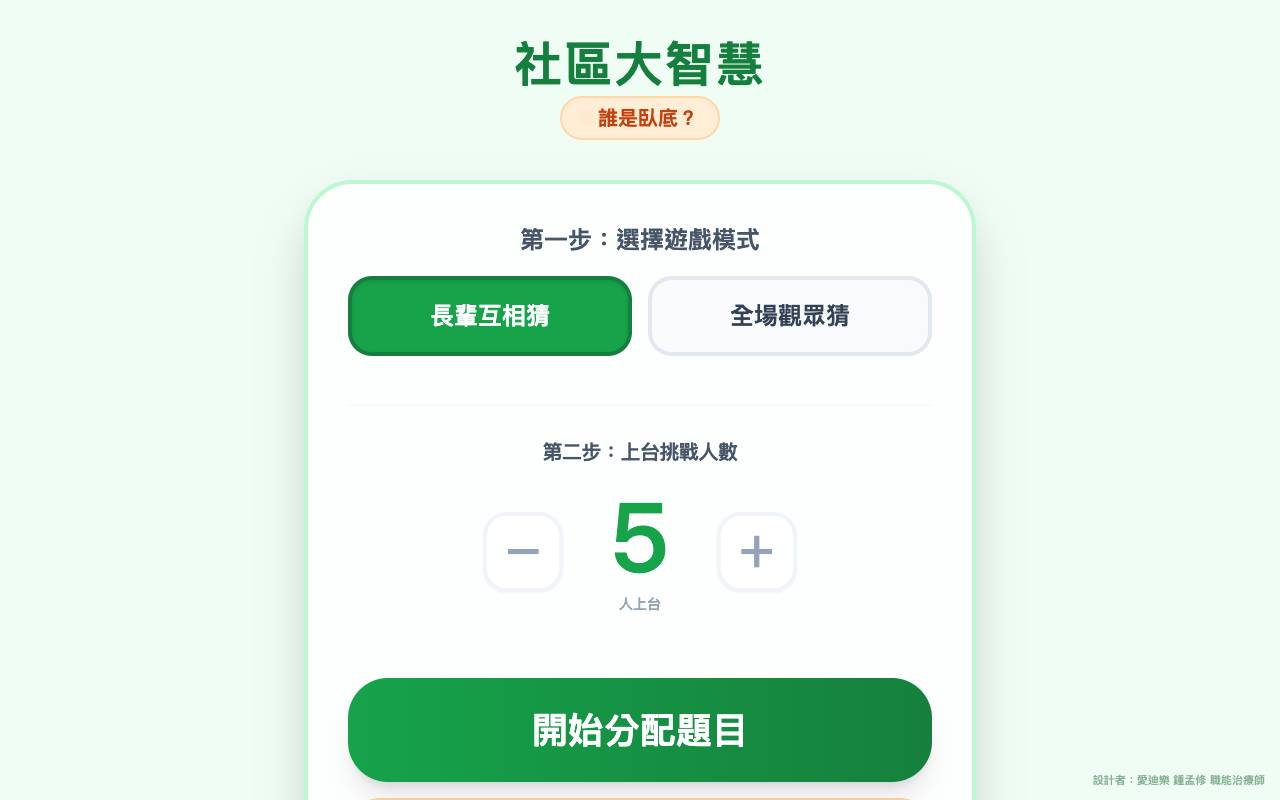 社區大智慧
誰是臥底？
第一步：選擇遊戲模式
長輩互相猜
全場觀眾猜
第二步：上台挑戰人數
−
5
+
人上台
開始分配題目
設計者：愛迪樂 鍾孟修 職能治療師